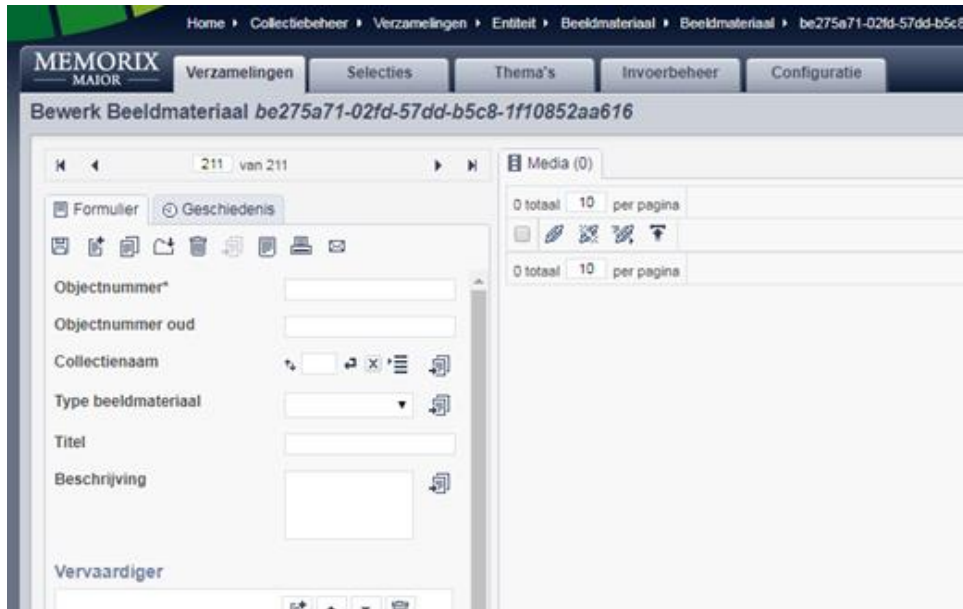 Home Collectiebeheer Verzamelingen Entiteit Beeldmateriaal Beeldmateriaal be275a71-02fd-57dd-b5c8
MEMORIX
MAIOR
Verzamelingen Selecties Thema's Invoerbeheer Configuratie
Bewerk Beeldmateriaal be275a71-02fd-57dd-b5c8-1f10852aa616
211 van 211
Formulier Geschiedenis
Objectnummer*
Objectnummer oud
Collectienaam
Type beeldmateriaal
Titel
Beschrijving
Vervaardiger
Media (0)
0 totaal 10 per pagina
0 totaal 10 per pagina